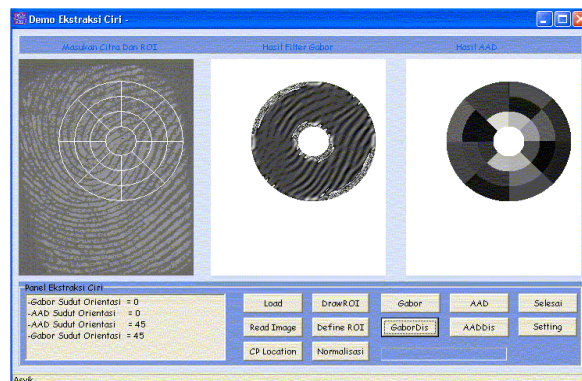 Demo Ekstraksi Ciri -
Masukan Citra Dan ROI
Hasil Filter Gabor
Hasil AAD
Panel Ekstraksi Ciri
-Gabor Sudut Orientasi = 0
-AAD Sudut Orientasi = 0
-AAD Sudut Orientasi = 45
-Gabor Sudut Orientasi = 45
Load DrawROI Gabor AAD Selesai
Read Image Define ROI GaborDis AADDis Setting
CP Location Normalisasi
Asyik